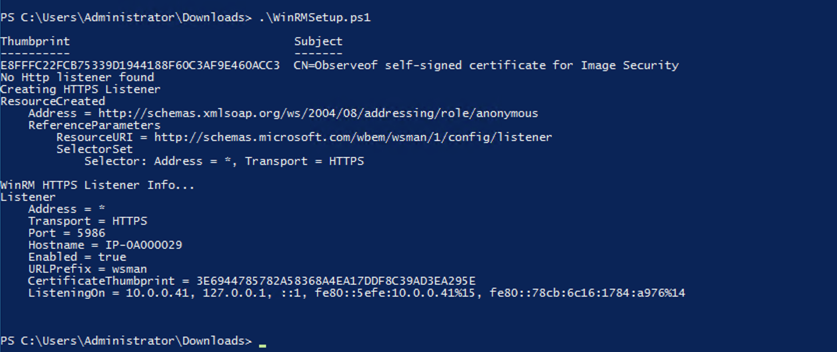 PS C:\Users\Administrator\Downloads> .\WinRMSetup.ps1
Thumbprint                                Subject
----------                                -------
E8FFFC22FCB75339D1944188F60C3AF9E460ACC3  CN=Observeof self-signed certificate for Image Security
No Http listener found
Creating HTTPS Listener
ResourceCreated
    Address = http://schemas.xmlsoap.org/ws/2004/08/addressing/role/anonymous
    ReferenceParameters
        ResourceURI = http://schemas.microsoft.com/wbem/wsman/1/config/listener
        SelectorSet
            Selector: Address = *, Transport = HTTPS
WinRM HTTPS Listener Info...
Listener
    Address = *
    Transport = HTTPS
    Port = 5986
    Hostname = IP-0A000029
    Enabled = true
    URLPrefix = wsman
    CertificateThumbprint = 3E6944785782A58368A4EA17DDF8C39AD3EA295E
    ListeningOn = 10.0.0.41, 127.0.0.1, ::1, fe80::5efe:10.0.0.41%15, fe80::78cb:6c16:1784:a976%14
PS C:\Users\Administrator\Downloads> _